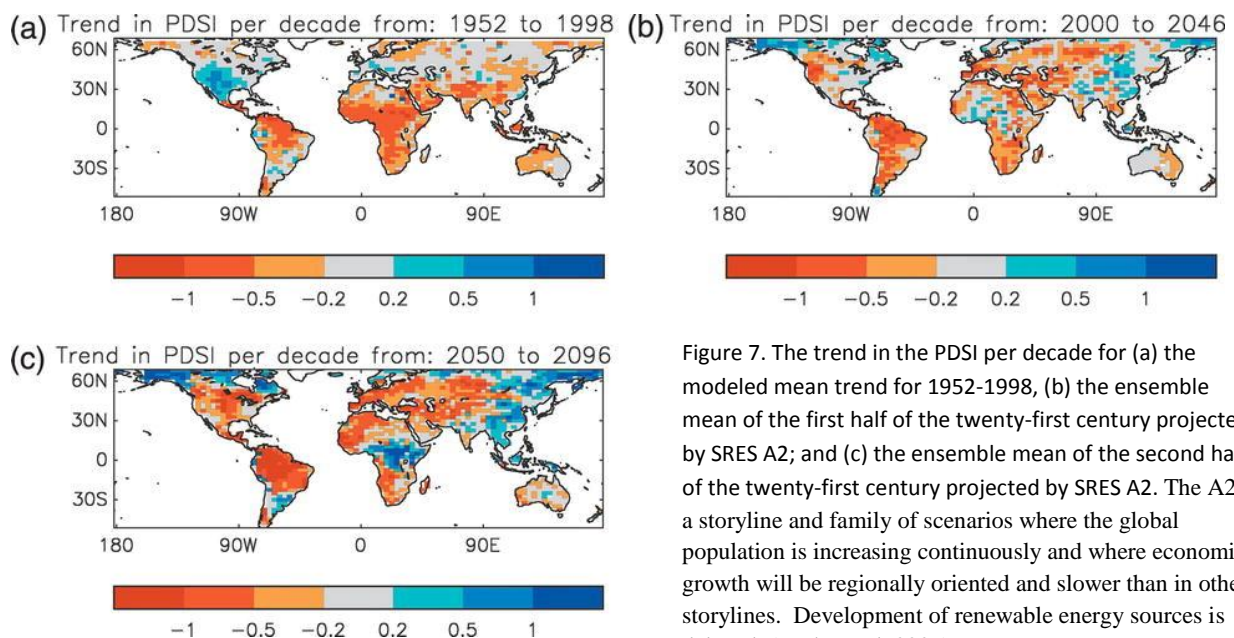 (a) Trend in PDSI per decade from: 1952 to 1998
60N
30N
0
30S
180 90W 0 90E
−1 −0.5 −0.2 0.2 0.5 1
(b) Trend in PDSI per decade from: 2000 to 2046
60N
30N
0
30S
180 90W 0 90E
−1 −0.5 −0.2 0.2 0.5 1
(c) Trend in PDSI per decade from: 2050 to 2096
60N
30N
0
30S
180 90W 0 90E
−1 −0.5 −0.2 0.2 0.5 1
Figure 7. The trend in the PDSI per decade for (a) the
modeled mean trend for 1952-1998, (b) the ensemble
mean of the first half of the twenty-first century projecte
by SRES A2; and (c) the ensemble mean of the second ha
of the twenty-first century projected by SRES A2. The A2
a storyline and family of scenarios where the global
population is increasing continuously and where economi
growth will be regionally oriented and slower than in othe
storylines. Development of renewable energy sources is